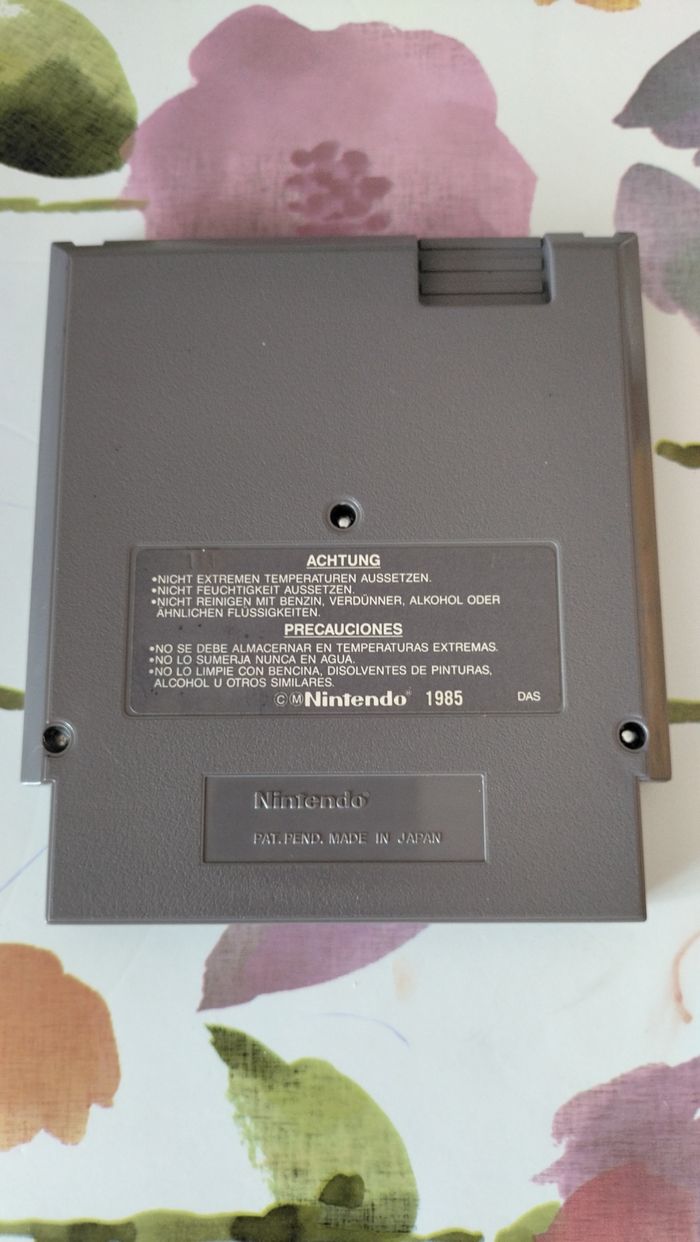 ACHTUNG
•NICHT EXTREMEN TEMPERATUREN AUSSETZEN.
•NICHT FEUCHTIGKEIT AUSSETZEN.
•NICHT REINIGEN MIT BENZIN, VERDÜNNER, ALKOHOL ODER
ÄHNLICHEN FLÜSSIGKEITEN.
PRECAUCIONES
•NO SE DEBE ALMACERNAR EN TEMPERATURAS EXTREMAS.
•NO LO SUMERJA NUNCA EN AGUA.
•NO LO LIMPIE CON BENCINA, DISOLVENTES DE PINTURAS,
ALCOHOL U OTROS SIMILARES.
©Ⓜ Nintendo® 1985 DAS
Nintendo®
PAT. PEND. MADE IN JAPAN